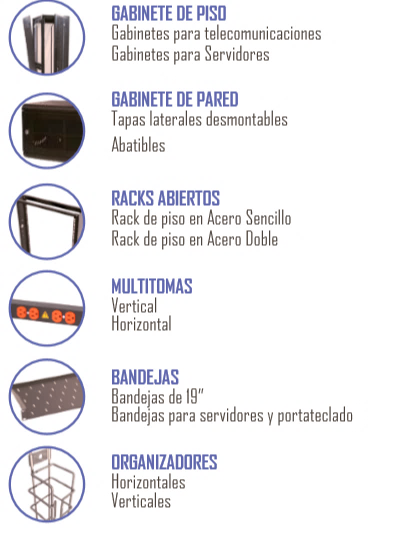 GABINETE DE PISO
Gabinetes para telecomunicaciones
Gabinetes para Servidores
GABINETE DE PARED
Tapas laterales desmontables
Abatibles
RACKS ABIERTOS
Rack de piso en Acero Sencillo
Rack de piso en Acero Doble
MULTITOMAS
Vertical
Horizontal
BANDEJAS
Bandejas de 19"
Bandejas para servidores y portateclado
ORGANIZADORES
Horizontales
Verticales